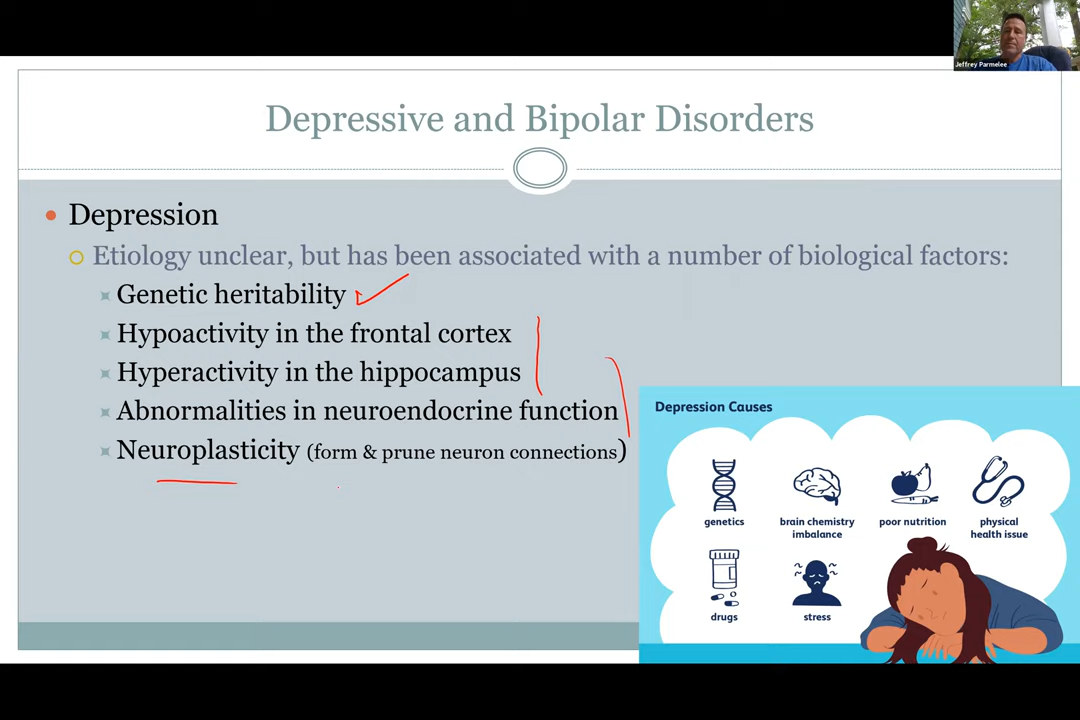 Jeffrey Parmelee
Depressive and Bipolar Disorders
Depression
Etiology unclear, but has been associated with a number of biological factors:
Genetic heritability
Hypoactivity in the frontal cortex
Hyperactivity in the hippocampus
Abnormalities in neuroendocrine function
Neuroplasticity (form & prune neuron connections)
Depression Causes
genetics
brain chemistry
imbalance
poor nutrition
physical
health issue
drugs
stress